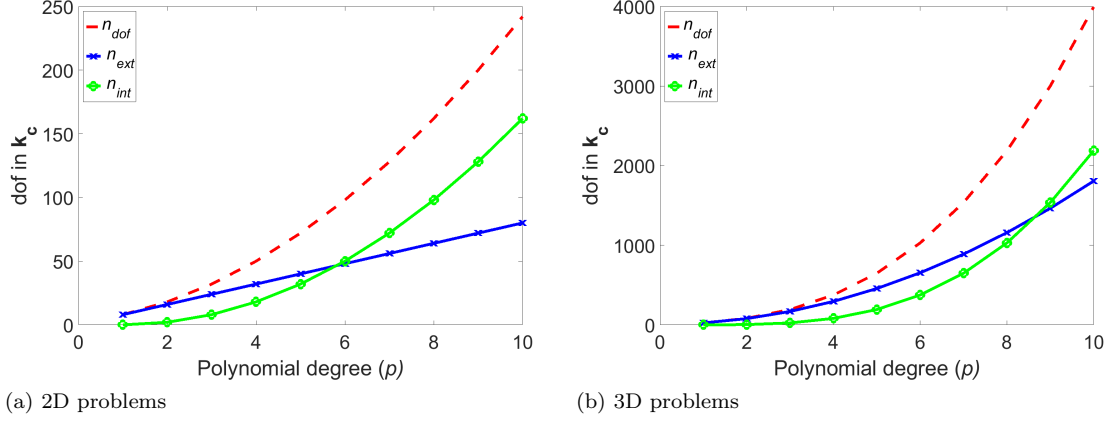 250
200
150
100
50
0
dof in k_c
n_dof
n_ext
n_int
0 2 4 6 8 10
Polynomial degree (p)
(a) 2D problems
4000
3000
2000
1000
0
dof in k_c
n_dof
n_ext
n_int
0 2 4 6 8 10
Polynomial degree (p)
(b) 3D problems